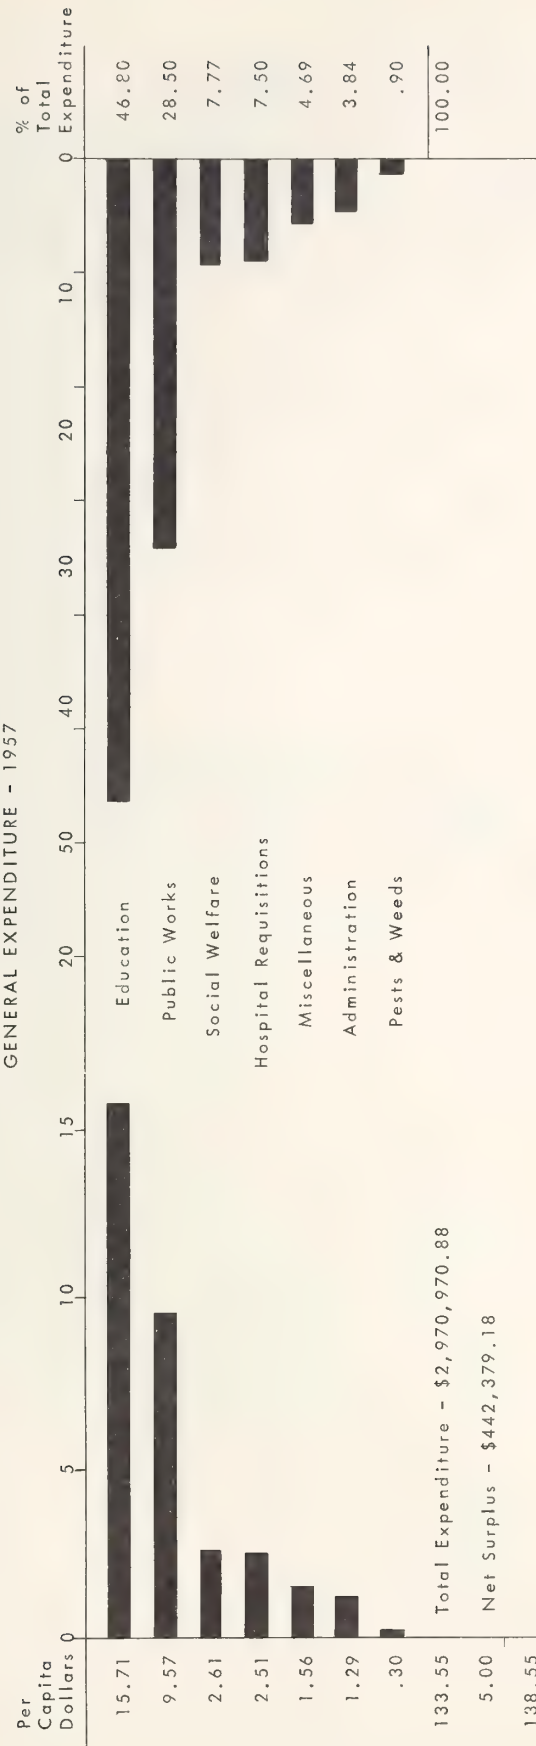 GENERAL EXPENDITURE – 1957
Per
Capita
Dollars
0 5 10 15 20
50 40 30 20 10 0
% of
Total
Expenditure
15.71 Education 46.80
9.57 Public Works 28.50
2.61 Social Welfare 7.77
2.51 Hospital Requisitions 7.50
1.56 Miscellaneous 4.69
1.29 Administration 3.84
.30 Pests & Weeds .90
133.55 Total Expenditure – $2,970,970.88 100.00
5.00 Net Surplus – $442,379.18
138.55